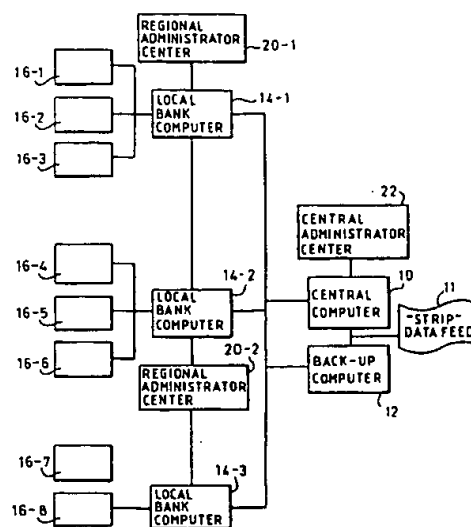 REGIONAL
ADMINISTRATOR
CENTER
20-1
16-1
16-2
16-3
LOCAL
BANK
COMPUTER
14-1
22
CENTRAL
ADMINISTRATOR
CENTER
10
CENTRAL
COMPUTER
11
"STRIP"
DATA FEED
BACK-UP
COMPUTER
12
16-4
16-5
16-6
14-2
LOCAL
BANK
COMPUTER
20-2
REGIONAL
ADMINISTRATOR
CENTER
16-7
16-8
14-3
LOCAL
BANK
COMPUTER